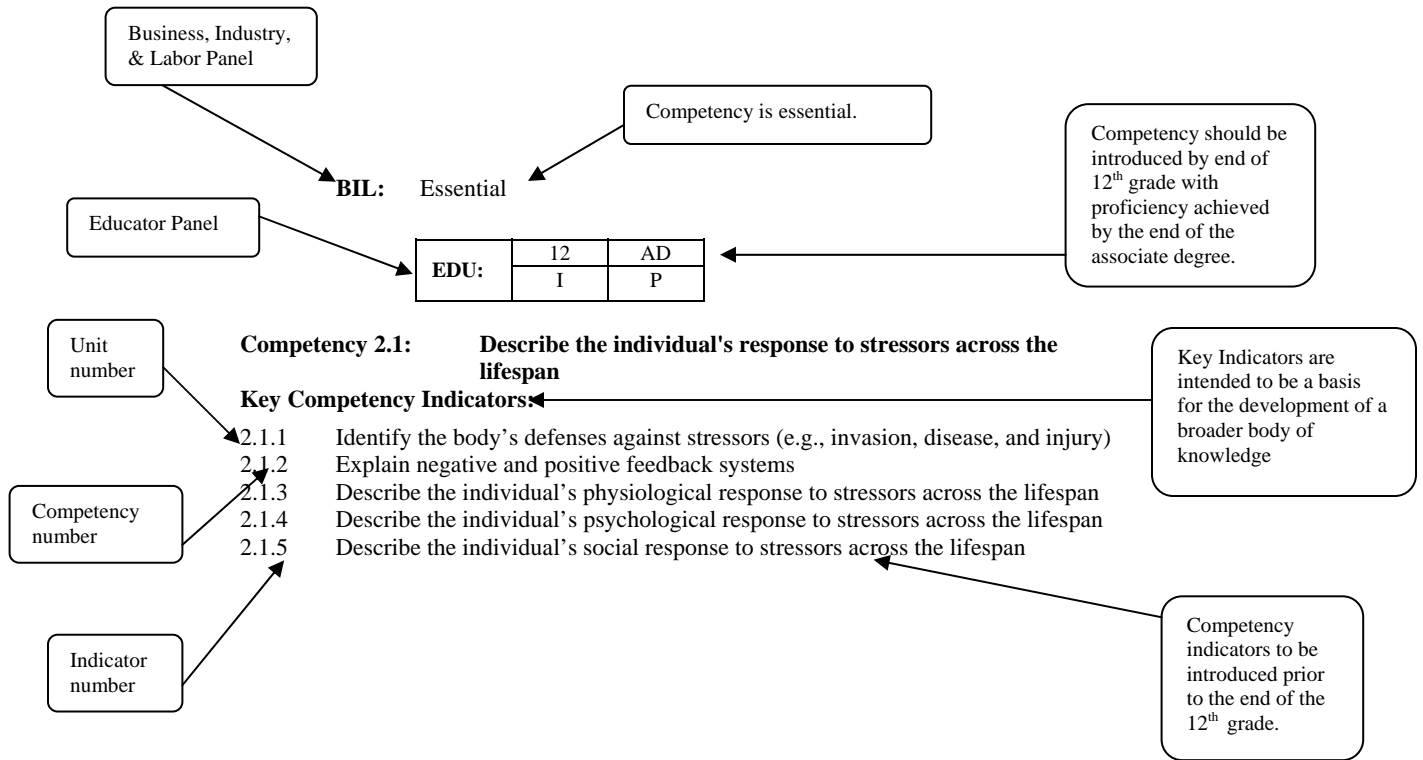 Business, Industry,
& Labor Panel
Competency is essential.
Competency should be
introduced by end of
12th grade with
proficiency achieved
by the end of the
associate degree.
BIL: Essential
Educator Panel
EDU: 12 AD
I P
Unit
number
Competency 2.1: Describe the individual's response to stressors across the
lifespan
Key Competency Indicators:
Key Indicators are
intended to be a basis
for the development of a
broader body of
knowledge
2.1.1 Identify the body’s defenses against stressors (e.g., invasion, disease, and injury)
2.1.2 Explain negative and positive feedback systems
2.1.3 Describe the individual’s physiological response to stressors across the lifespan
2.1.4 Describe the individual’s psychological response to stressors across the lifespan
2.1.5 Describe the individual’s social response to stressors across the lifespan
Competency
number
Indicator
number
Competency
indicators to be
introduced prior
to the end of the
12th grade.